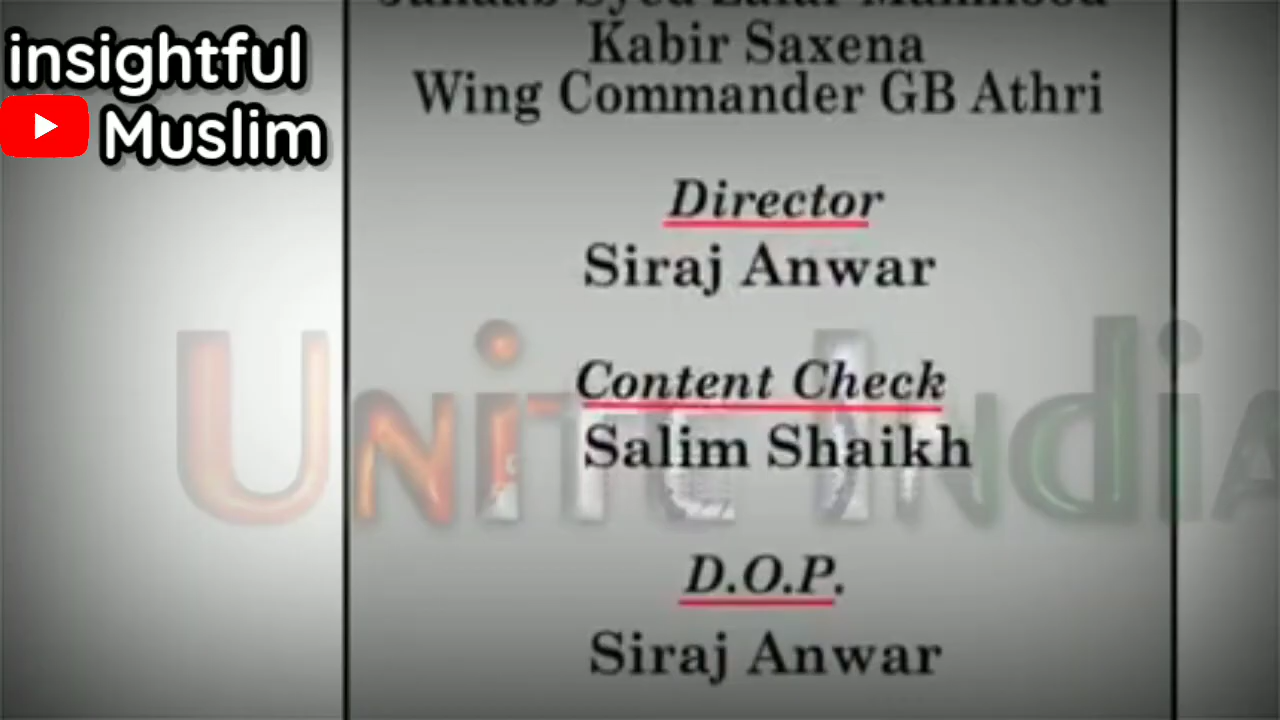 insightful
Muslim
Kabir Saxena
Wing Commander GB Athri
Director
Siraj Anwar
Content Check
Salim Shaikh
Unite India
D.O.P.
Siraj Anwar